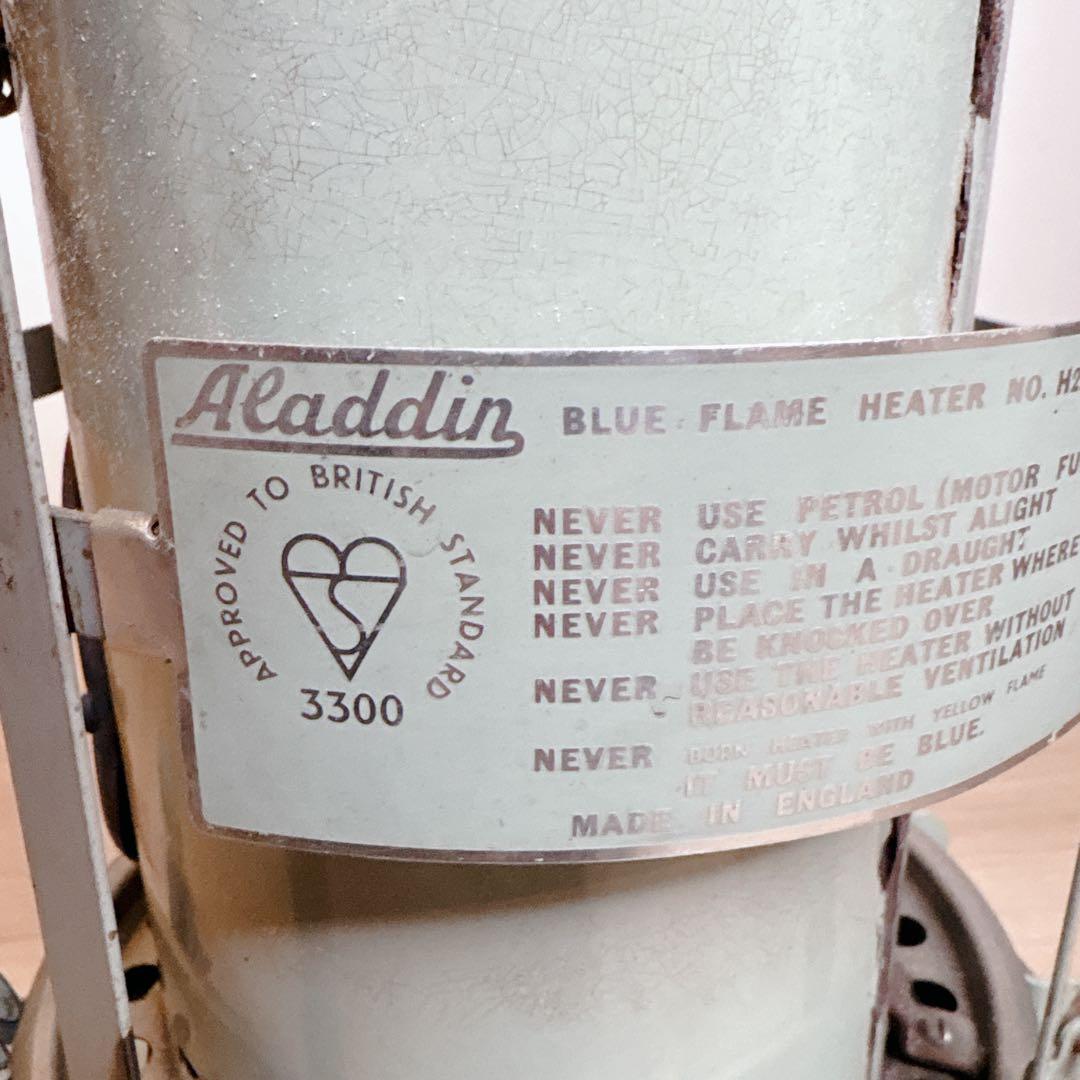 Aladdin
BLUE FLAME HEATER NO. H2
APPROVED TO BRITISH STANDARD
3300
NEVER USE PETROL (MOTOR FU
NEVER CARRY WHILST ALIGHT
NEVER USE IN A DRAUGHT
NEVER PLACE THE HEATER WHERE
BE KNOCKED OVER
NEVER USE THE HEATER WITHOUT
REASONABLE VENTILATION
NEVER BURN HEATER WITH YELLOW FLAME
IT MUST BE BLUE.
MADE IN ENGLAND